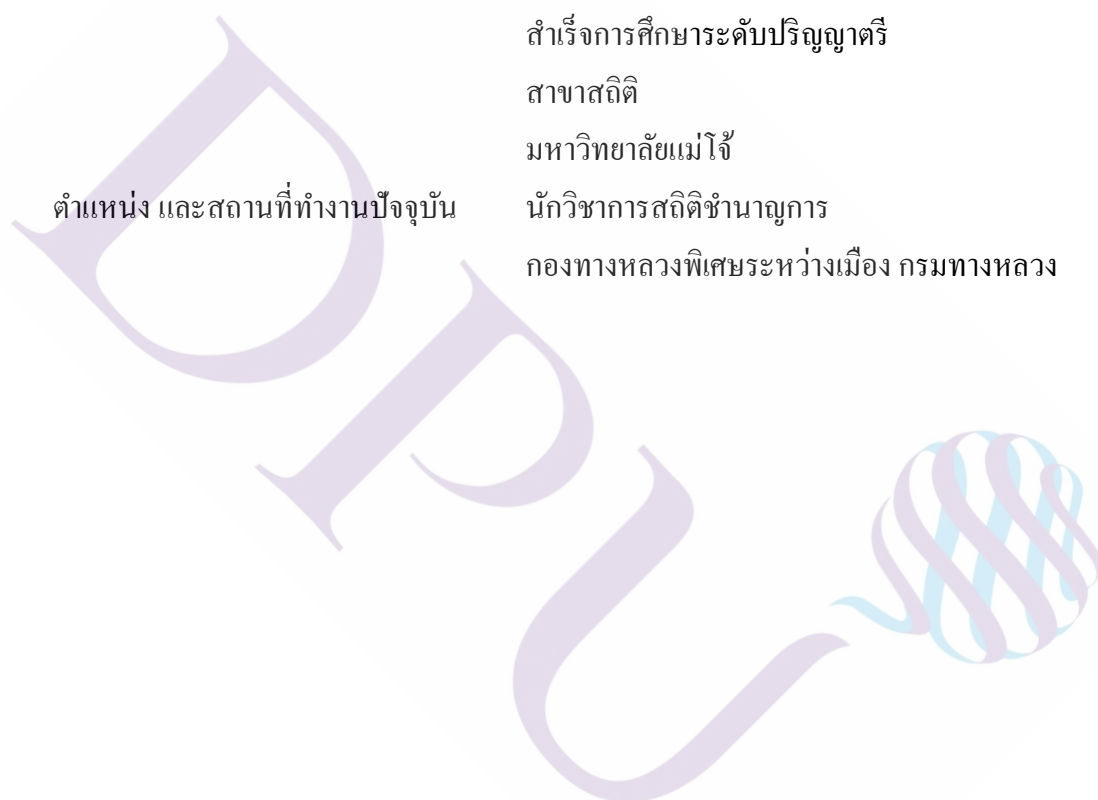 สำเร็จการศึกษาระดับปริญญาตรี
สาขาสถิติ
มหาวิทยาลัยแม่โจ้
ตำแหน่ง และสถานที่ทำงานปัจจุบัน นักวิชาการสถิติชำนาญการ
กองทางหลวงพิเศษระหว่างเมือง กรมทางหลวง
DPU